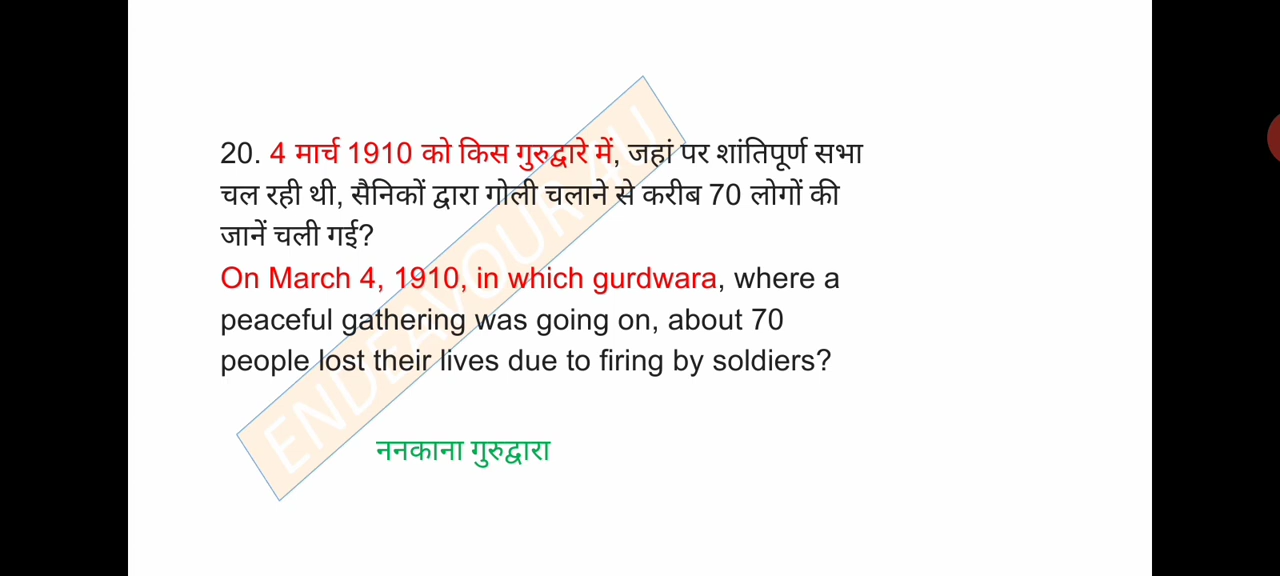 20. 4 मार्च 1910 को किस गुरुद्वारे में, जहां पर शांतिपूर्ण सभा
चल रही थी, सैनिकों द्वारा गोली चलाने से करीब 70 लोगों की
जानें चली गई?
On March 4, 1910, in which gurdwara, where a
peaceful gathering was going on, about 70
people lost their lives due to firing by soldiers?
ननकाना गुरुद्वारा
ENDEAVOUR 4U